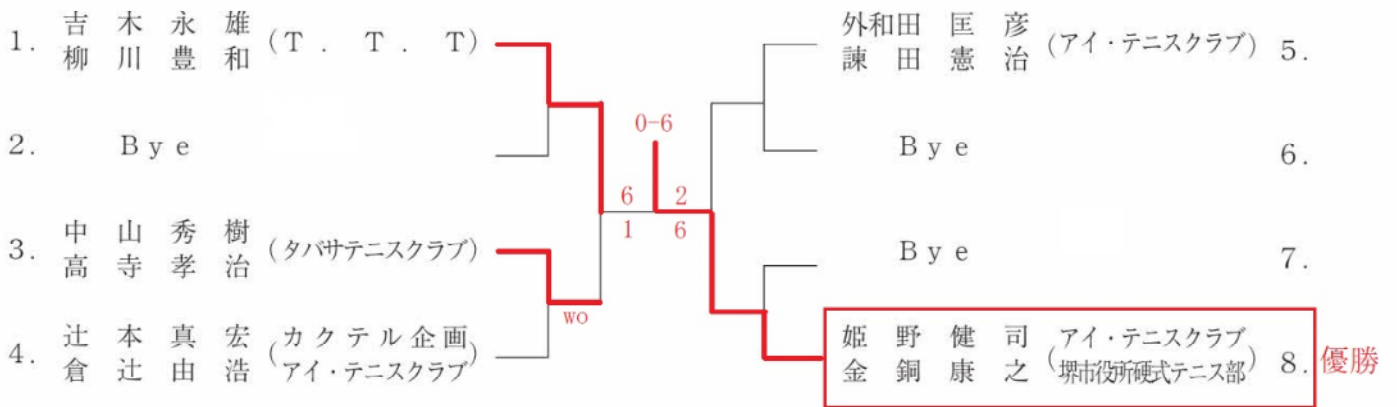 1. 吉木永雄 (T.T.T)
柳川豊和
2. Bye
3. 中山秀樹 (タバサテニスクラブ)
高寺孝治
4. 辻本真宏 (カクテル企画
倉辻由浩 アイ・テニスクラブ)
WO
6
1
0-6
2
6
外和田匡彦 (アイ・テニスクラブ) 5.
諌田憲治
Bye 6.
Bye 7.
姫野健司 (アイ・テニスクラブ
金銅康之 堺市役所硬式テニス部) 8. 優勝